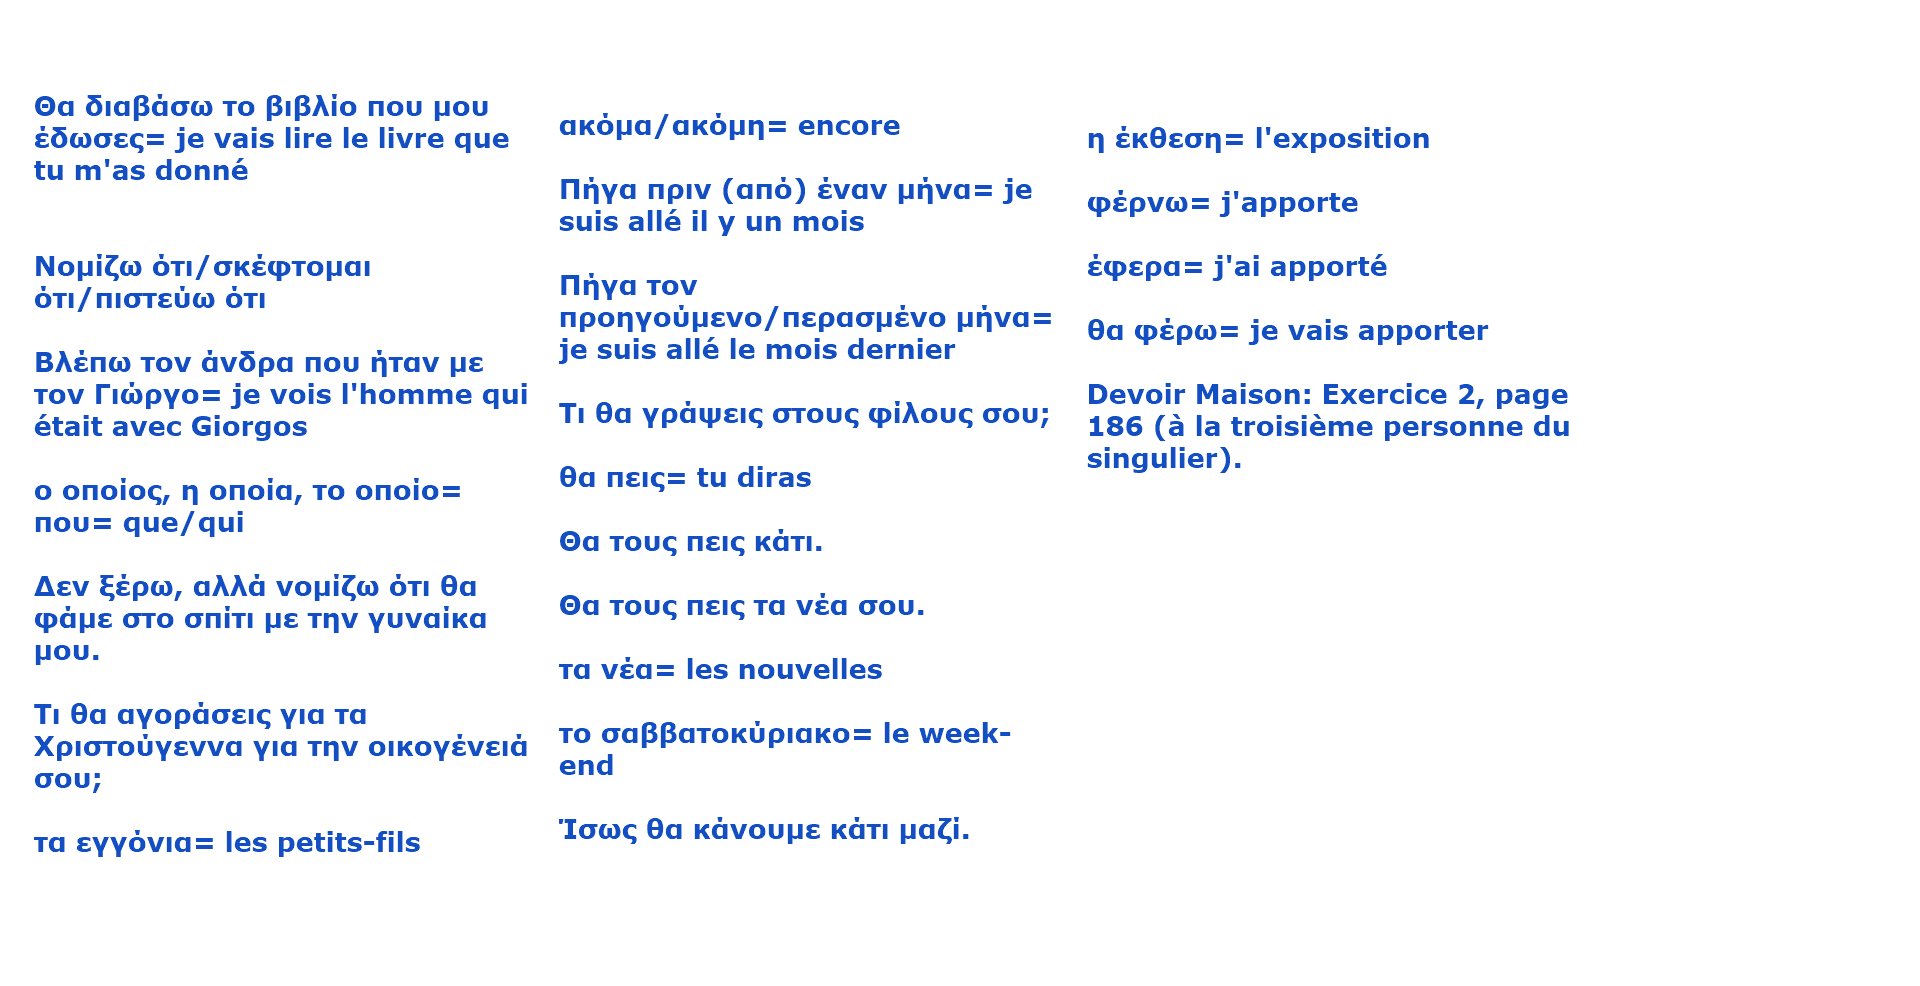 Θα διαβάσω το βιβλίο που μου
έδωσες= je vais lire le livre que
tu m'as donné
Νομίζω ότι/σκέφτομαι
ότι/πιστεύω ότι
Βλέπω τον άνδρα που ήταν με
τον Γιώργο= je vois l'homme qui
était avec Giorgos
ο οποίος, η οποία, το οποίο=
που= que/qui
Δεν ξέρω, αλλά νομίζω ότι θα
φάμε στο σπίτι με την γυναίκα
μου.
Τι θα αγοράσεις για τα
Χριστούγεννα για την οικογένειά
σου;
τα εγγόνια= les petits-fils
ακόμα/ακόμη= encore
Πήγα πριν (από) έναν μήνα= je
suis allé il y un mois
Πήγα τον
προηγούμενο/περασμένο μήνα=
je suis allé le mois dernier
Τι θα γράψεις στους φίλους σου;
θα πεις= tu diras
Θα τους πεις κάτι.
Θα τους πεις τα νέα σου.
τα νέα= les nouvelles
το σαββατοκύριακο= le week-
end
Ίσως θα κάνουμε κάτι μαζί.
η έκθεση= l'exposition
φέρνω= j'apporte
έφερα= j'ai apporté
θα φέρω= je vais apporter
Devoir Maison: Exercice 2, page
186 (à la troisième personne du
singulier).